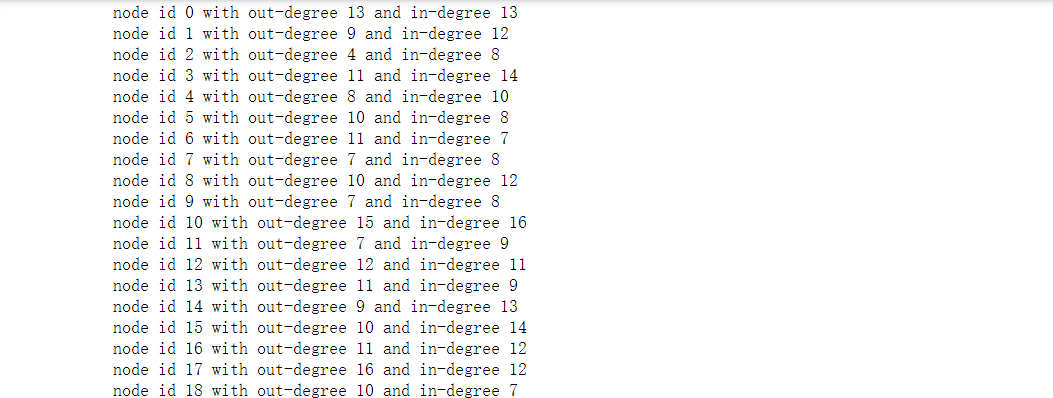 node id 0 with out-degree 13 and in-degree 13
node id 1 with out-degree 9 and in-degree 12
node id 2 with out-degree 4 and in-degree 8
node id 3 with out-degree 11 and in-degree 14
node id 4 with out-degree 8 and in-degree 10
node id 5 with out-degree 10 and in-degree 8
node id 6 with out-degree 11 and in-degree 7
node id 7 with out-degree 7 and in-degree 8
node id 8 with out-degree 10 and in-degree 12
node id 9 with out-degree 7 and in-degree 8
node id 10 with out-degree 15 and in-degree 16
node id 11 with out-degree 7 and in-degree 9
node id 12 with out-degree 12 and in-degree 11
node id 13 with out-degree 11 and in-degree 9
node id 14 with out-degree 9 and in-degree 13
node id 15 with out-degree 10 and in-degree 14
node id 16 with out-degree 11 and in-degree 12
node id 17 with out-degree 16 and in-degree 12
node id 18 with out-degree 10 and in-degree 7